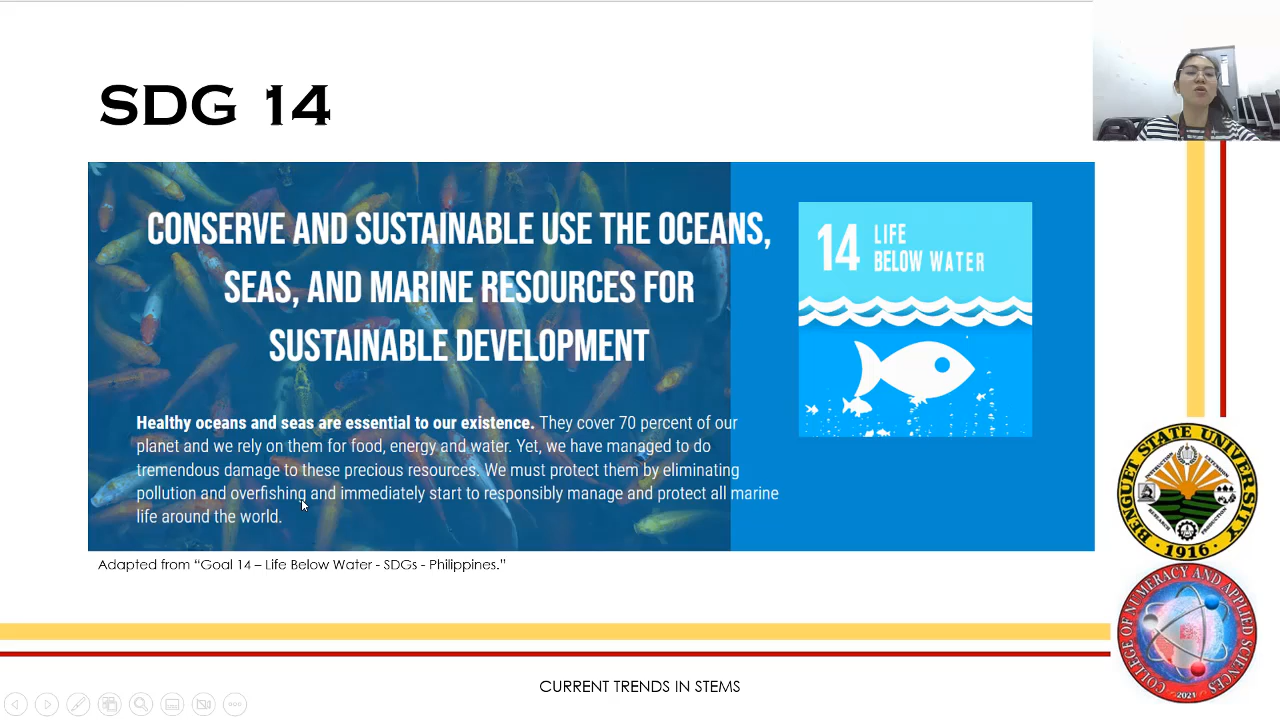 SDG 14
CONSERVE AND SUSTAINABLE USE THE OCEANS,
SEAS, AND MARINE RESOURCES FOR
SUSTAINABLE DEVELOPMENT
Healthy oceans and seas are essential to our existence. They cover 70 percent of our
planet and we rely on them for food, energy and water. Yet, we have managed to do
tremendous damage to these precious resources. We must protect them by eliminating
pollution and overfishing and immediately start to responsibly manage and protect all marine
life around the world.
14 LIFE
BELOW WATER
Adapted from “Goal 14 – Life Below Water - SDGs - Philippines.”
BENGUET STATE UNIVERSITY
INSTRUCTION
EXTENSION
RESEARCH
PRODUCTION
1916
COLLEGE OF NUMERACY AND APPLIED SCIENCES
2021
CURRENT TRENDS IN STEMS